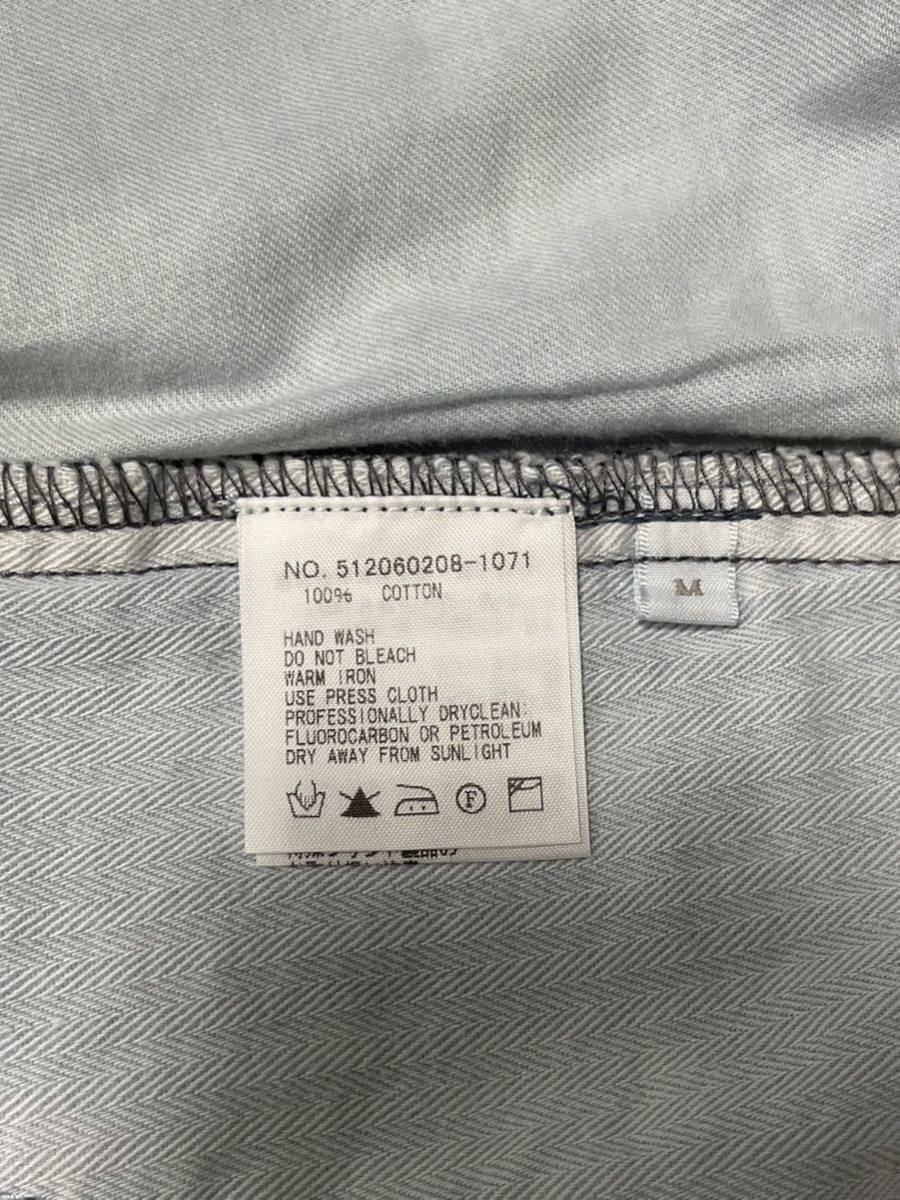 NO. 512060208-1071
100% COTTON
HAND WASH
DO NOT BLEACH
WARM IRON
USE PRESS CLOTH
PROFESSIONALLY DRYCLEAN:
FLUOROCARBON OR PETROLEUM
DRY AWAY FROM SUNLIGHT
F
M